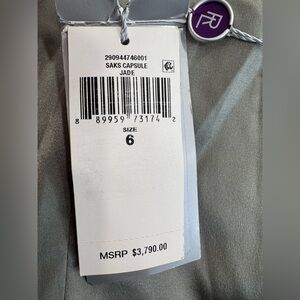 290944746001
SAKS CAPSULE
JADE
8 89959 73174 2
SIZE
6
MSRP $3,790.00